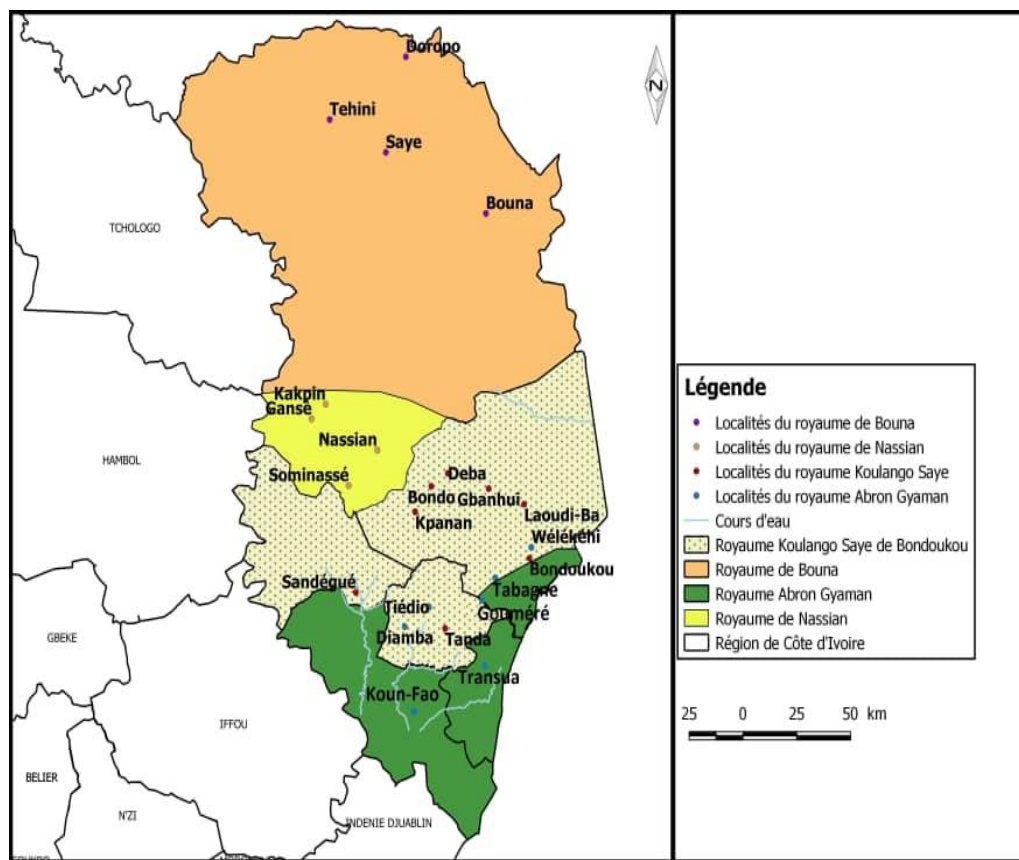 Doropo
Tehini
Saye
Bouna
TCHOLOGO
Kakpin
Gansé
Nassian
HAMBOL
Sominassé
Deba
Bondo
Gbanhui
Kpanan
Laoudi-Ba
Wélékéhi
Bondoukou
Sandégué
Tabagne
Tiédio
Gouméré
GBEKE
Diamba
Tanda
Transua
Koun-Fao
IFFOU
BELIER
N'ZI
INDENIE DJUABLIN
N
Légende
Localités du royaume de Bouna
Localités du royaume de Nassian
Localités du royaume Koulango Saye
Localités du royaume Abron Gyaman
Cours d'eau
Royaume Koulango Saye de Bondoukou
Royaume de Bouna
Royaume Abron Gyaman
Royaume de Nassian
Région de Côte d'Ivoire
25 0 25 50 km